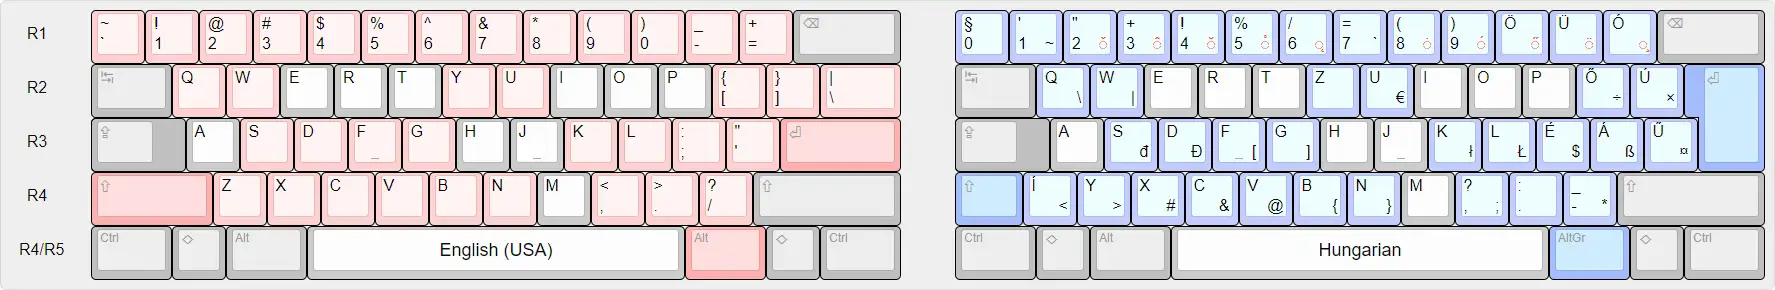 R1 ~ ` ! 1 @ 2 # 3 $ 4 % 5 ^ 6 & 7 * 8 ( 9 ) 0 _ - + = ⌫ § 0 ' 1 ~ " 2 ˇ + 3 ^ ! 4 ˘ % 5 ° / 6 ˛ = 7 ` ( 8 ˙ ) 9 ´ Ö ˝ Ü ¨ Ó ¸ ⌫
R2 ↹ Q W E R T Y U I O P { [ } ] | \ ↹ Q \ W | E R T Z U € I O P Ő ÷ Ú × ⏎
R3 ⇪ A S D F _ G H J _ K L : ; " ' ⏎ ⇪ A S đ D Đ F _ [ G ] H J _ K ł L Ł É $ Á ß Ű ¤
R4 ⇧ Z X C V B N M < , > . ? / ⇧ ⇧ Í < Y > X # C & V @ B { N } M ? , ; : . _ - * ⇧
R4/R5 Ctrl ◇ Alt English (USA) Alt ◇ Ctrl Ctrl ◇ Alt Hungarian AltGr ◇ Ctrl